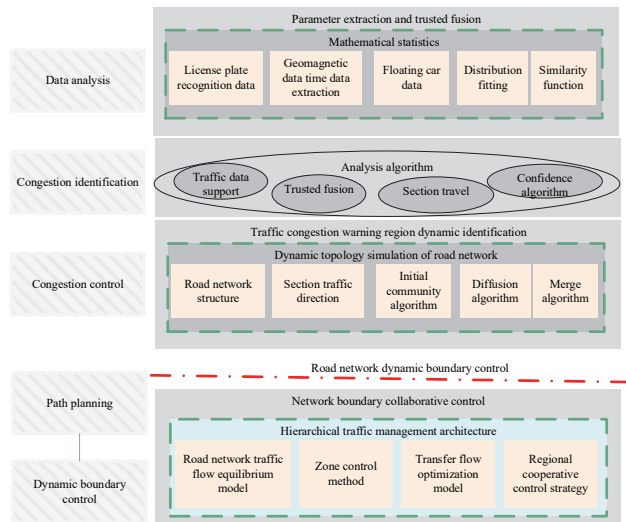 Parameter extraction and trusted fusion
Mathematical statistics
Data analysis
License plate
recognition data
Geomagnetic
data time data
extraction
Floating car
data
Distribution
fitting
Similarity
function
Congestion identification
Analysis algorithm
Traffic data
support
Trusted fusion
Section travel
Confidence
algorithm
Traffic congestion warning region dynamic identification
Dynamic topology simulation of road network
Congestion control
Road network
structure
Section traffic
direction
Initial
community
algorithm
Diffusion
algorithm
Merge
algorithm
Road network dynamic boundary control
Path planning
Network boundary collaborative control
Hierarchical traffic management architecture
Dynamic boundary
control
Road network traffic
flow equilibrium
model
Zone control
method
Transfer flow
optimization
model
Regional
cooperative
control strategy